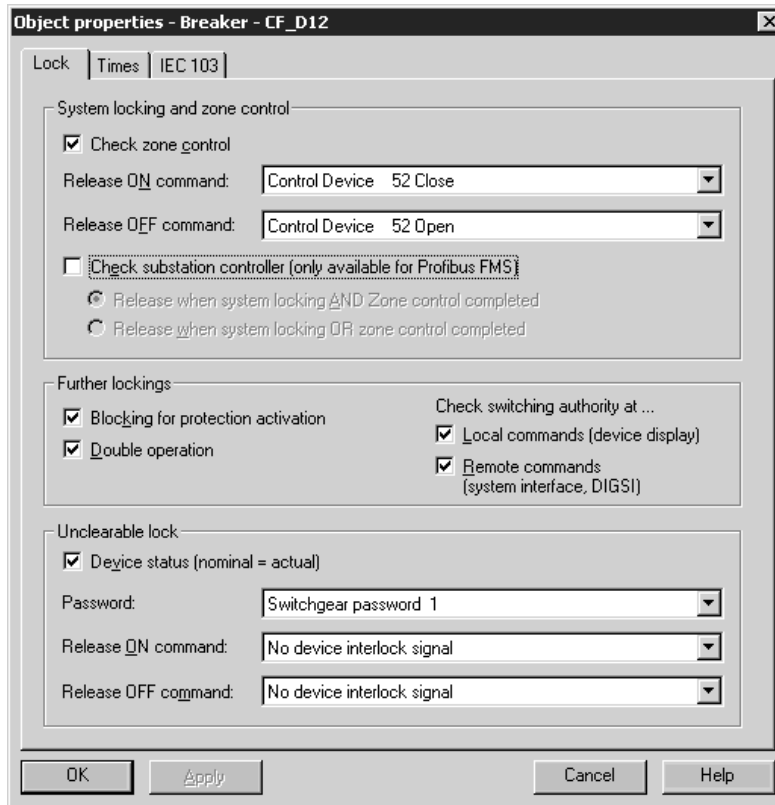 Object properties - Breaker - CF_D12
Lock
Times
IEC 103
System locking and zone control
Check zone control
Release ON command:
Control Device 52 Close
Release OFF command:
Control Device 52 Open
Check substation controller (only available for Profibus FMS)
Release when system locking AND Zone control completed
Release when system locking OR zone control completed
Further lockings
Blocking for protection activation
Double operation
Check switching authority at ...
Local commands (device display)
Remote commands
(system interface, DIGSI)
Unclearable lock
Device status (nominal = actual)
Password:
Switchgear password 1
Release ON command:
No device interlock signal
Release OFF command:
No device interlock signal
OK
Apply
Cancel
Help